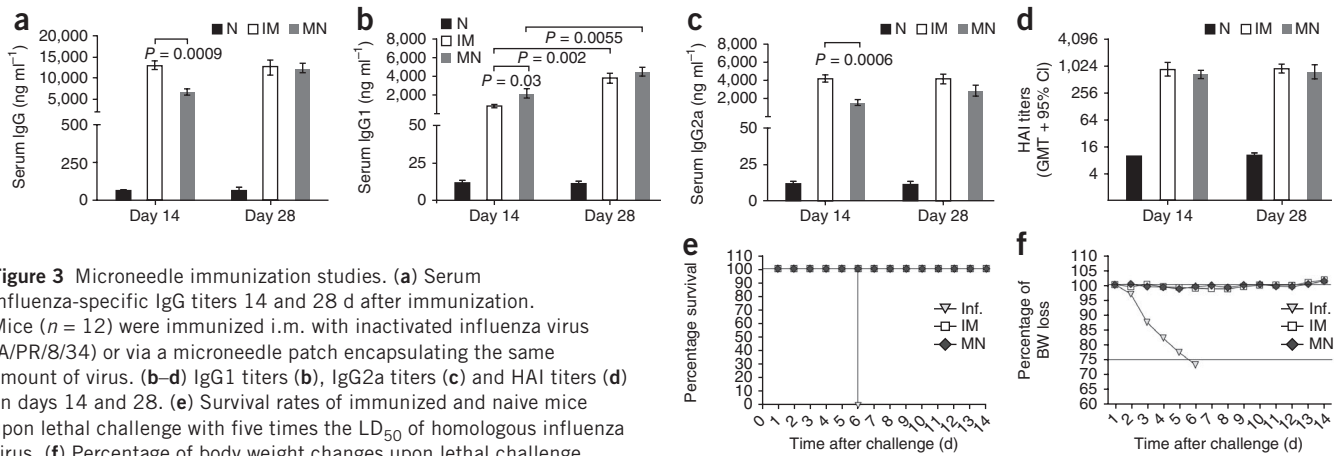 a
N IM MN
20,000
15,000
10,000
5,000
500
250
0
Serum IgG (ng ml⁻¹)
P = 0.0009
Day 14 Day 28
b
N
IM
MN
8,000
6,000
4,000
2,000
50
25
0
Serum IgG1 (ng ml⁻¹)
P = 0.0055
P = 0.002
P = 0.03
Day 14 Day 28
c
N IM MN
8,000
6,000
4,000
2,000
50
25
0
Serum IgG2a (ng ml⁻¹)
P = 0.0006
Day 14 Day 28
d
N IM MN
4,096
1,024
256
64
16
4
HAI titers
(GMT + 95% CI)
Day 14 Day 28
Figure 3 Microneedle immunization studies. (a) Serum
nfluenza-specific IgG titers 14 and 28 d after immunization.
Mice (n = 12) were immunized i.m. with inactivated influenza virus
A/PR/8/34) or via a microneedle patch encapsulating the same
amount of virus. (b–d) IgG1 titers (b), IgG2a titers (c) and HAI titers (d)
on days 14 and 28. (e) Survival rates of immunized and naive mice
upon lethal challenge with five times the LD50 of homologous influenza
virus. (f) Percentage of body weight changes upon lethal challenge
e
110
100
90
80
70
60
50
40
30
20
10
0
Percentage survival
Inf.
IM
MN
0 1 2 3 4 5 6 7 8 9 10 11 12 13 14
Time after challenge (d)
f
110
105
100
95
90
85
80
75
70
65
60
Percentage of
BW loss
Inf.
IM
MN
1 2 3 4 5 6 7 8 9 10 11 12 13 14
Time after challenge (d)